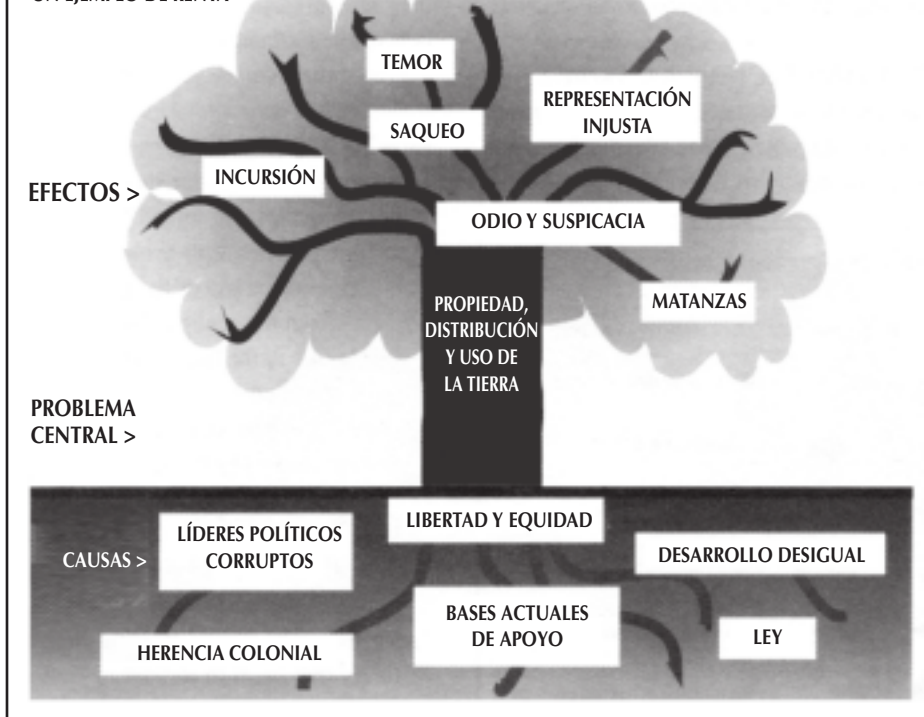 TEMOR
SAQUEO
REPRESENTACIÓN
INJUSTA
INCURSIÓN
EFECTOS >
ODIO Y SUSPICACIA
MATANZAS
PROPIEDAD,
DISTRIBUCIÓN
Y USO DE
LA TIERRA
PROBLEMA
CENTRAL >
LIBERTAD Y EQUIDAD
CAUSAS >
LÍDERES POLÍTICOS
CORRUPTOS
DESARROLLO DESIGUAL
BASES ACTUALES
DE APOYO
LEY
HERENCIA COLONIAL